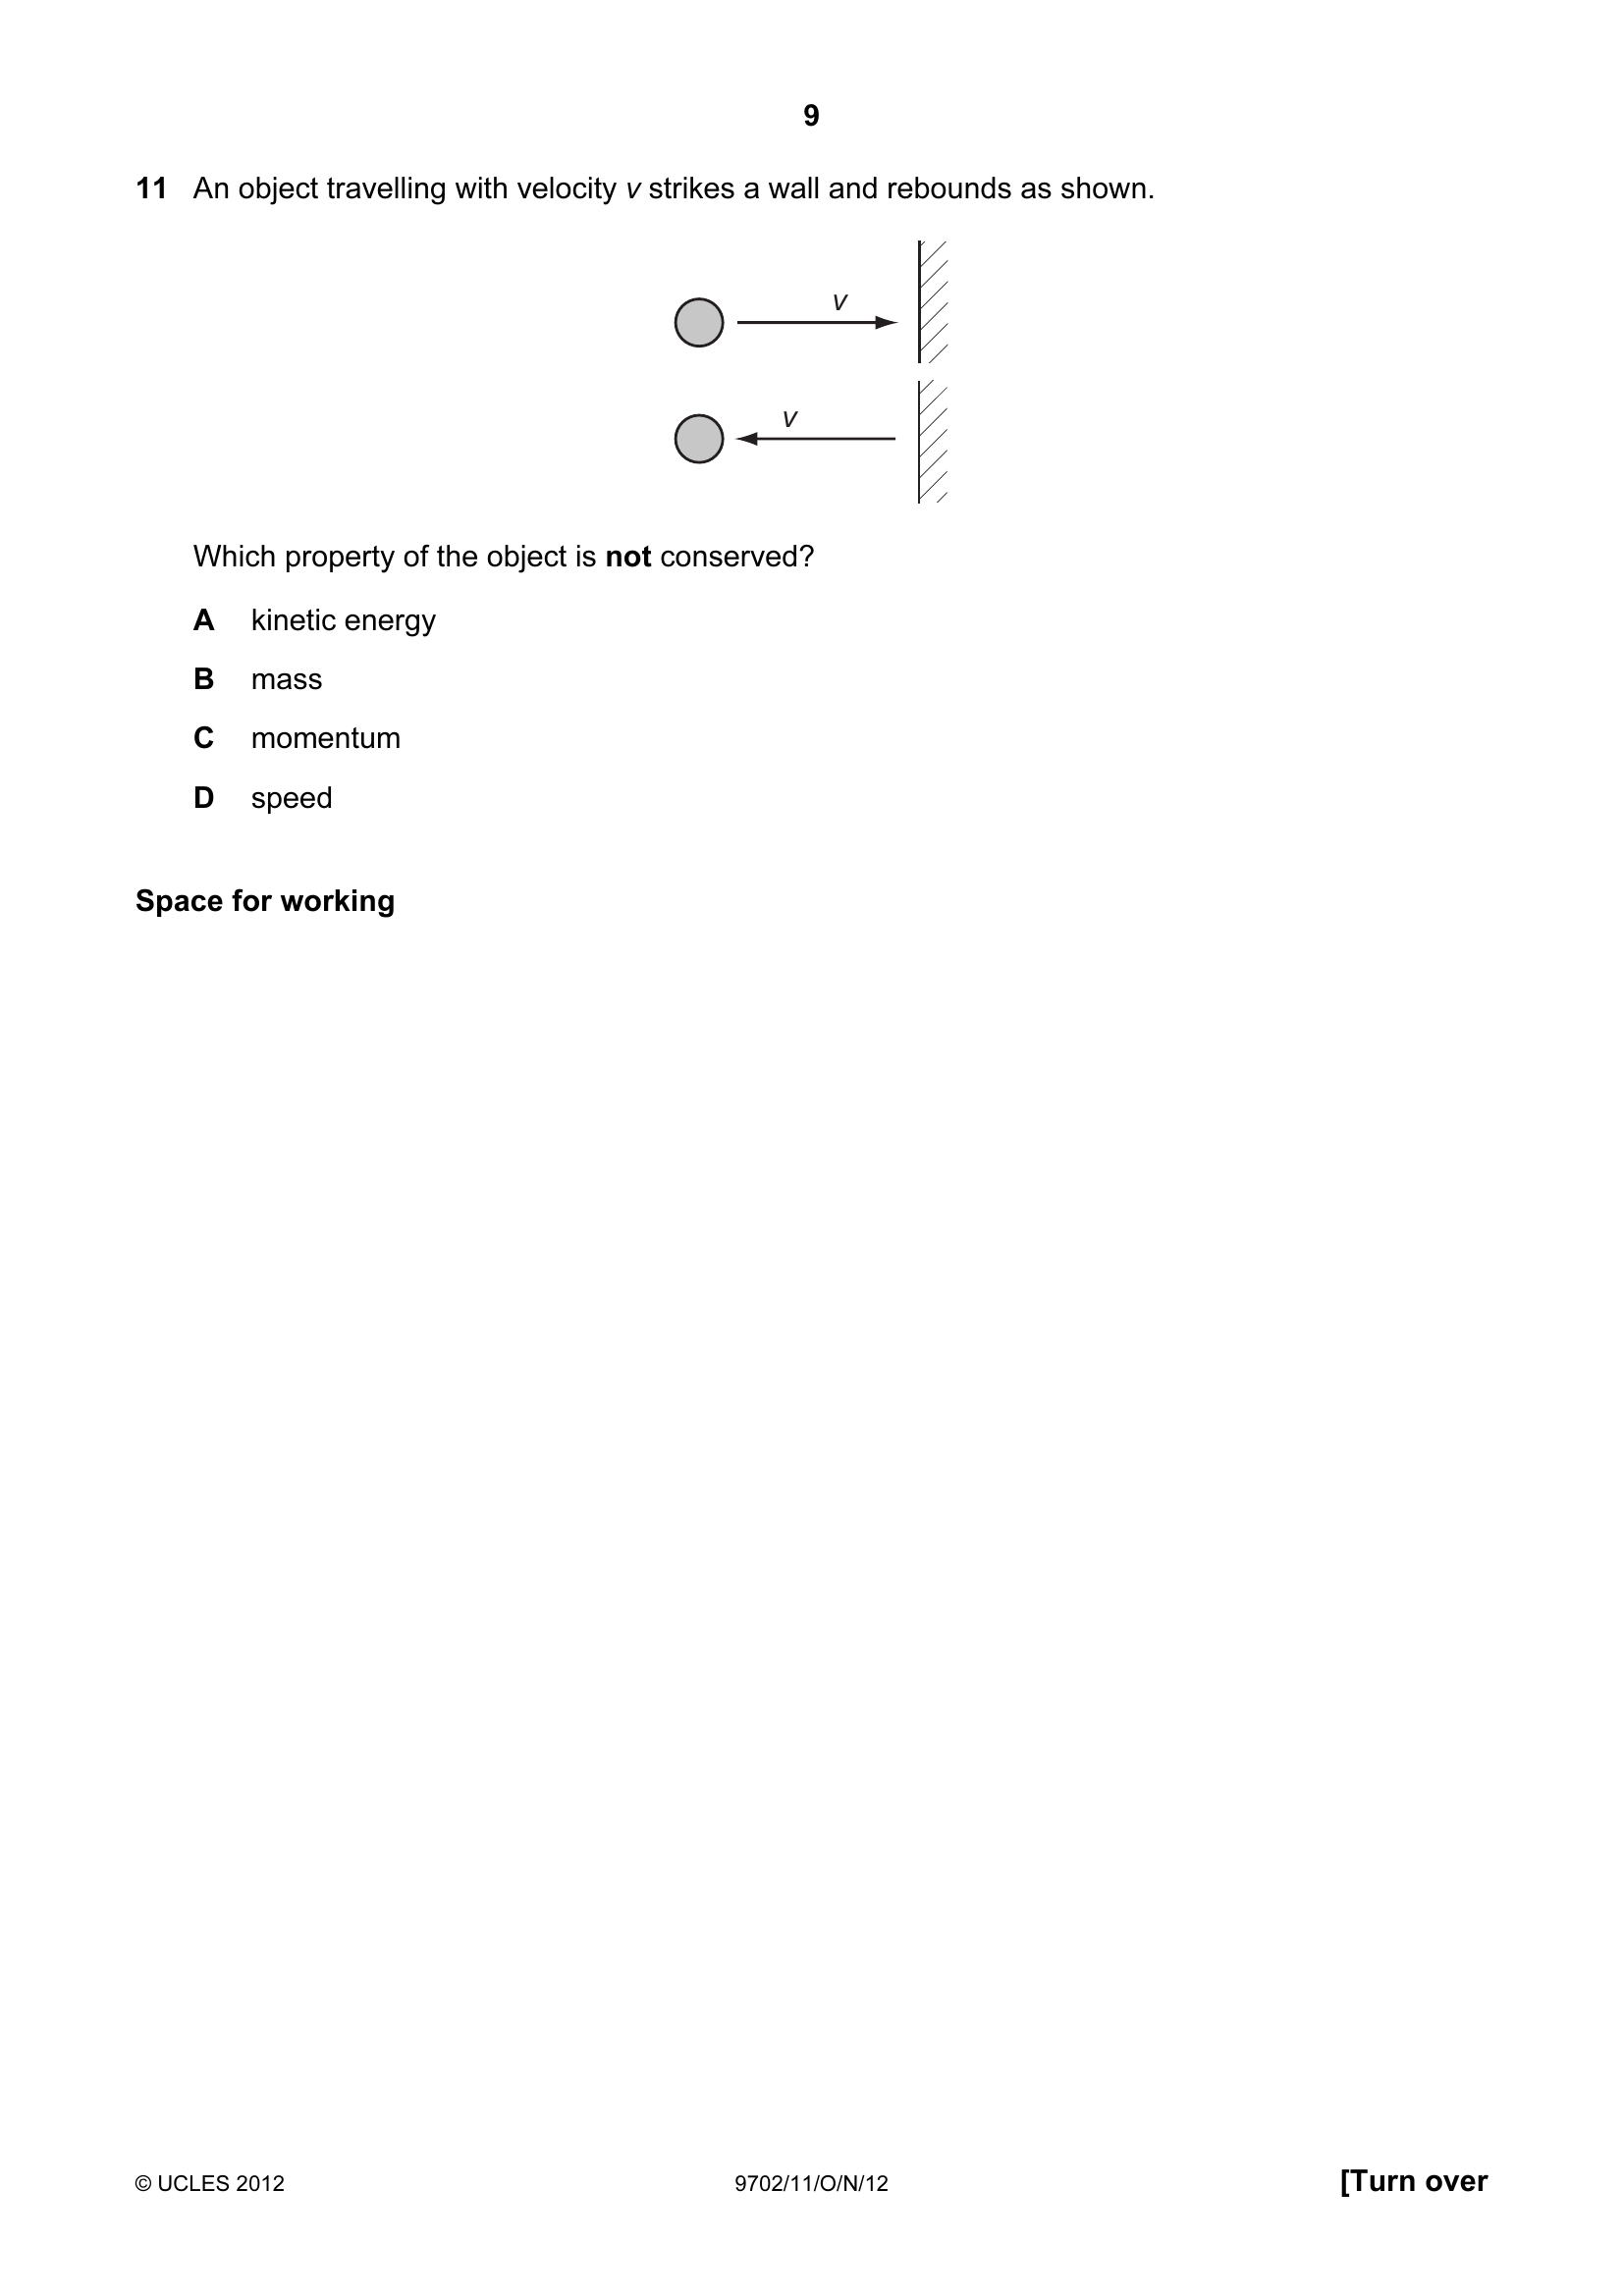 9
11 An object travelling with velocity v strikes a wall and rebounds as shown.
v
v
Which property of the object is not conserved?
A kinetic energy
B mass
C momentum
D speed
Space for working
© UCLES 2012 9702/11/O/N/12 [Turn over